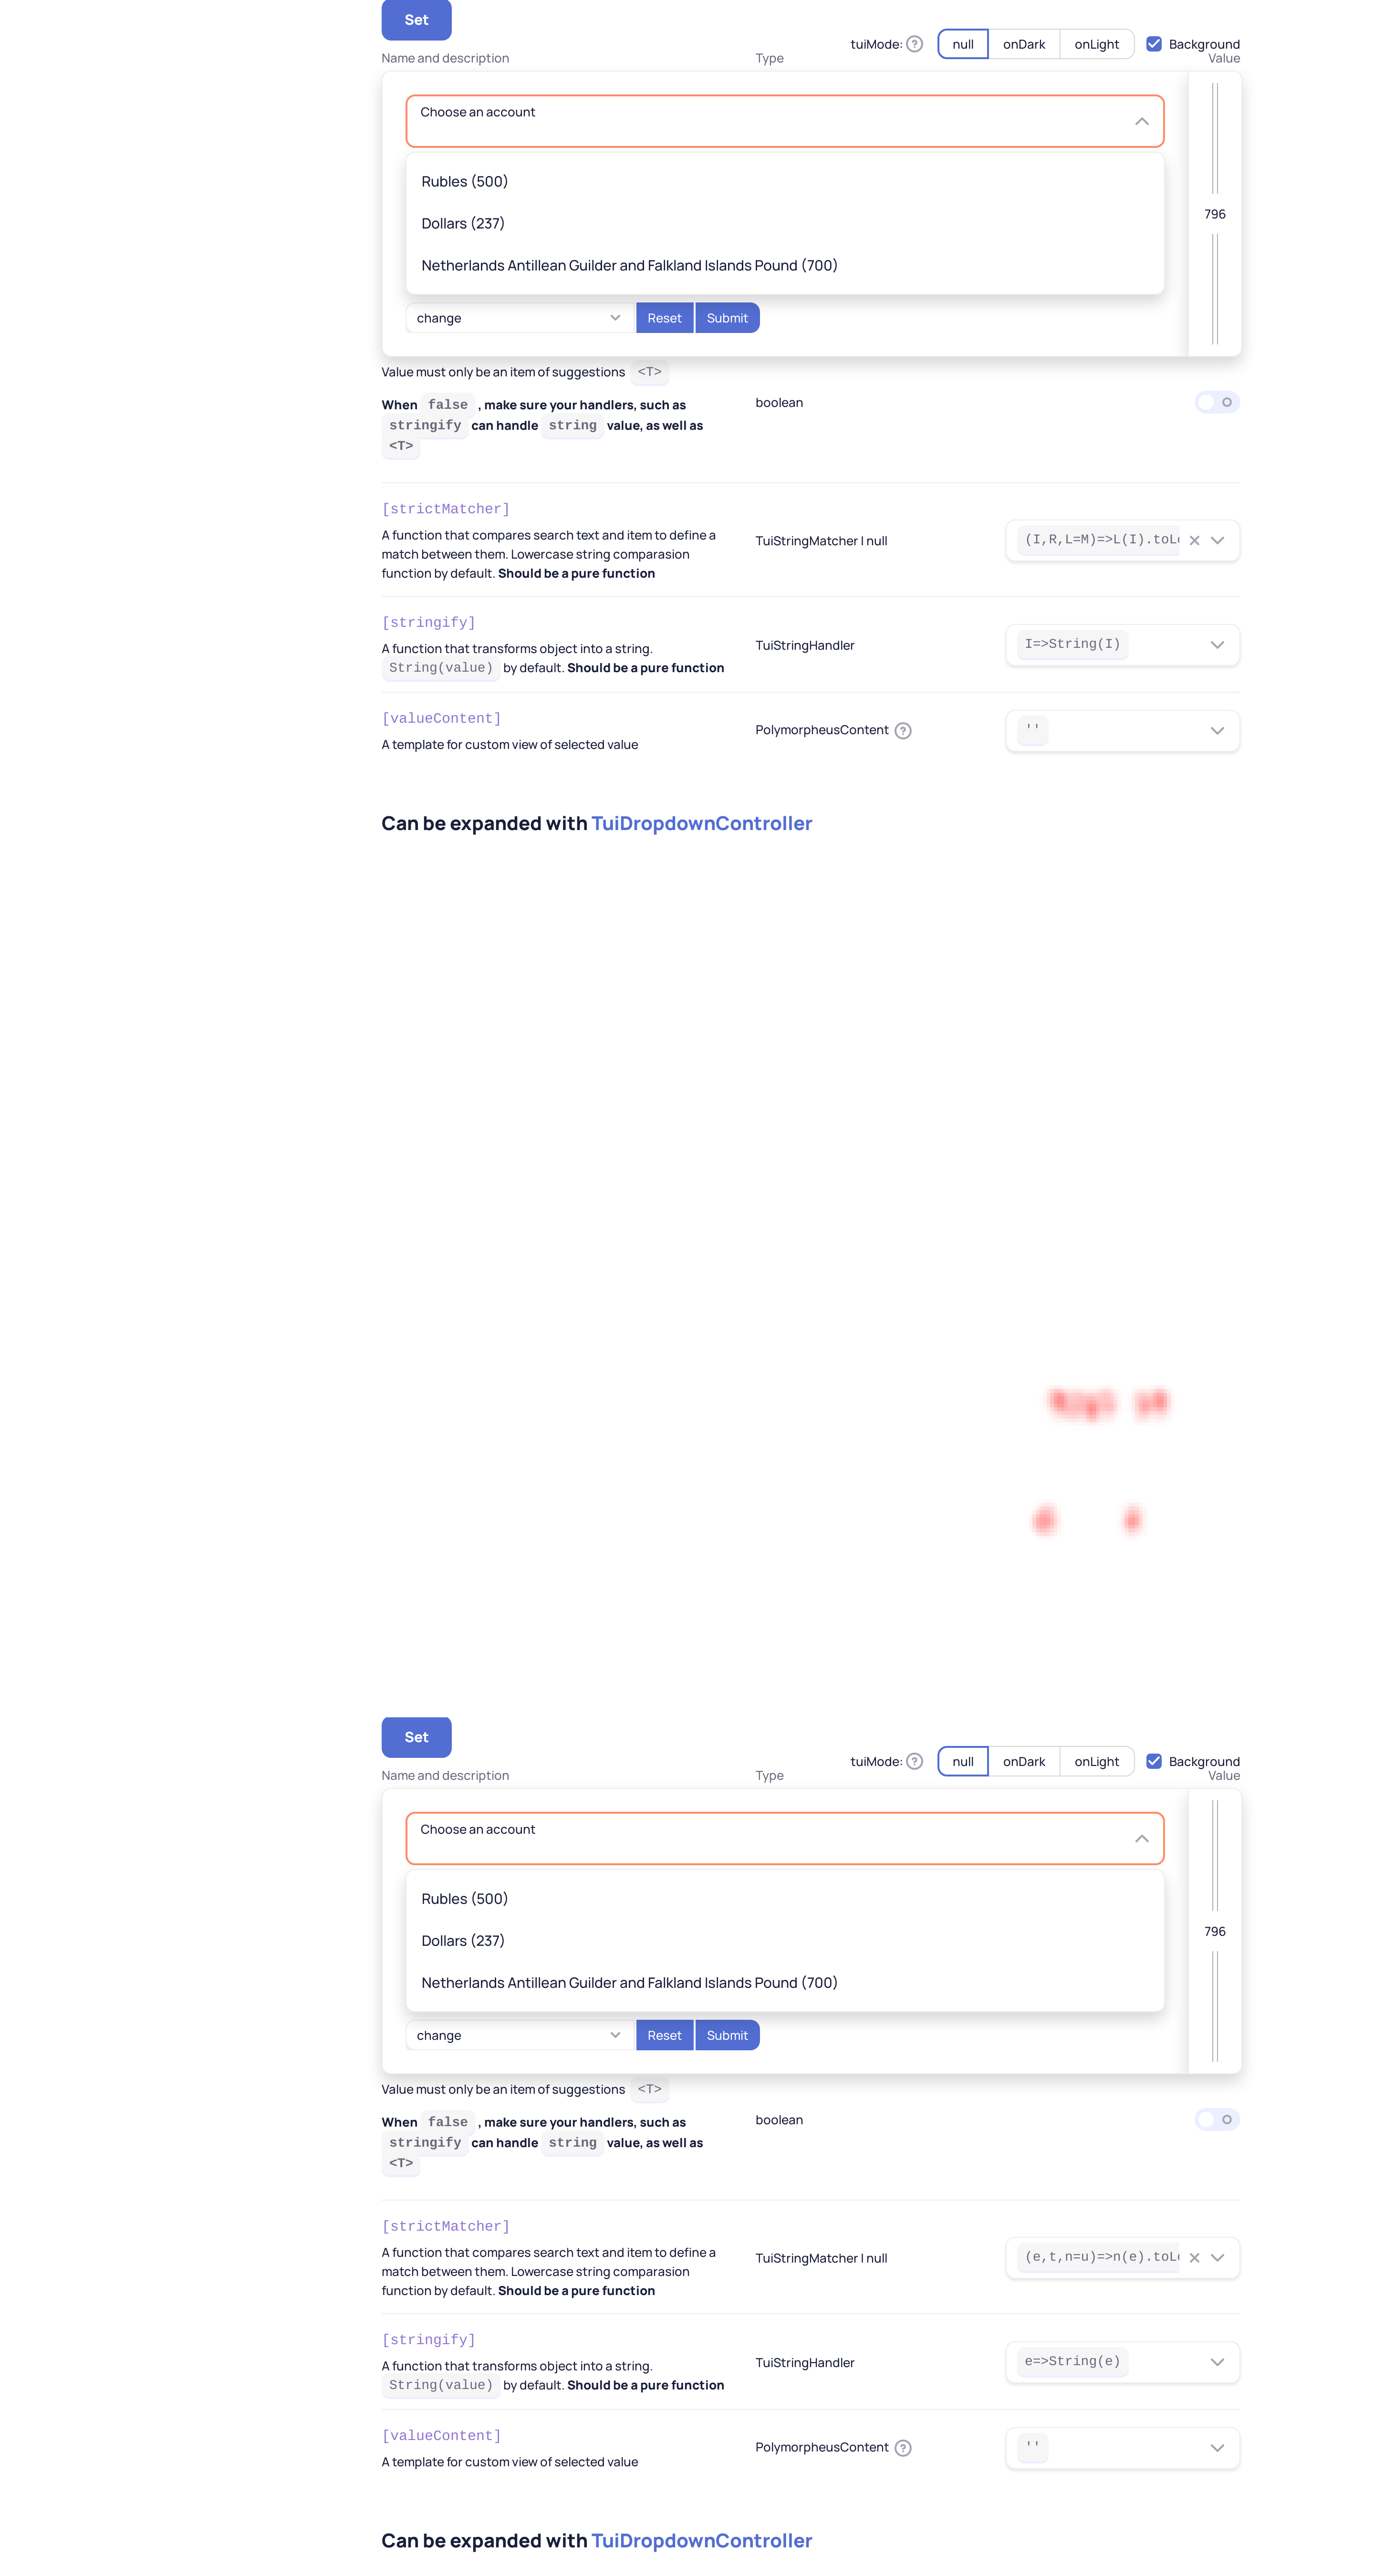 Set
tuiMode: null onDark onLight Background
Name and description Type Value
Choose an account
Rubles (500)
796
Dollars (237)
Netherlands Antillean Guilder and Falkland Islands Pound (700)
change Reset Submit
Value must only be an item of suggestions <T>
When false , make sure your handlers, such as
stringify can handle string value, as well as
<T>
boolean
[strictMatcher]
A function that compares search text and item to define a
match between them. Lowercase string comparasion
function by default. Should be a pure function
TuiStringMatcher | null
(I,R,L=M)=>L(I).toL
[stringify]
A function that transforms object into a string.
String(value) by default. Should be a pure function
TuiStringHandler
I=>String(I)
[valueContent]
A template for custom view of selected value
PolymorpheusContent
''
Can be expanded with TuiDropdownController
Set
tuiMode: null onDark onLight Background
Name and description Type Value
Choose an account
Rubles (500)
796
Dollars (237)
Netherlands Antillean Guilder and Falkland Islands Pound (700)
change Reset Submit
Value must only be an item of suggestions <T>
When false , make sure your handlers, such as
stringify can handle string value, as well as
<T>
boolean
[strictMatcher]
A function that compares search text and item to define a
match between them. Lowercase string comparasion
function by default. Should be a pure function
TuiStringMatcher | null
(e,t,n=u)=>n(e).toL
[stringify]
A function that transforms object into a string.
String(value) by default. Should be a pure function
TuiStringHandler
e=>String(e)
[valueContent]
A template for custom view of selected value
PolymorpheusContent
''
Can be expanded with TuiDropdownController